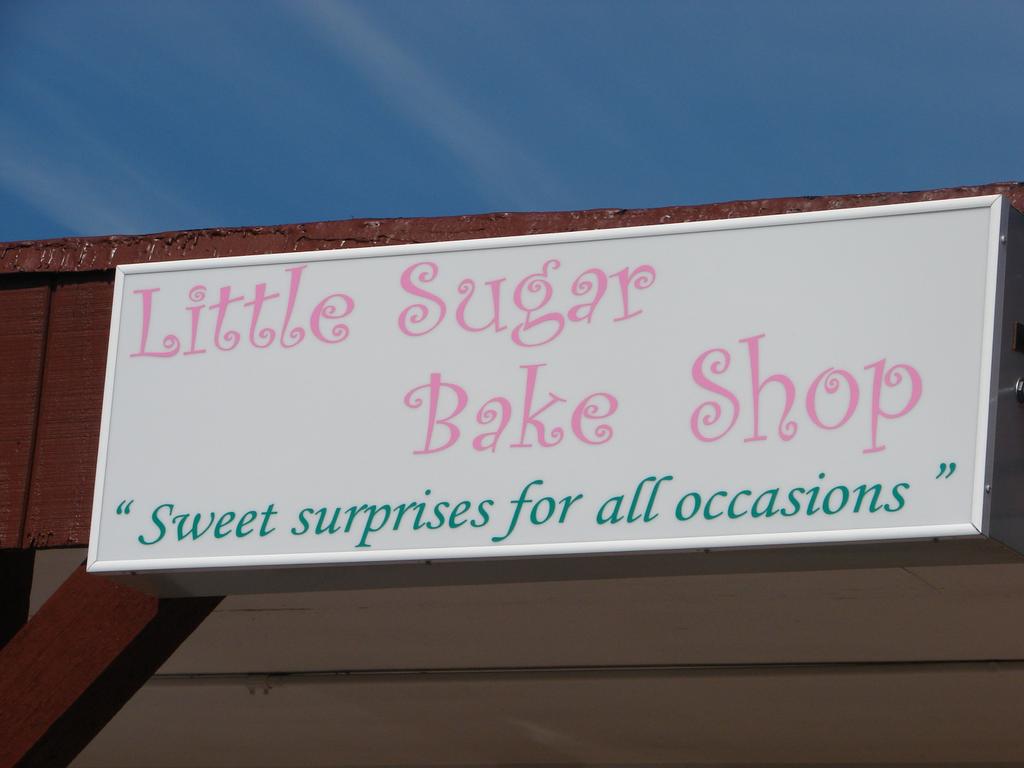 Little Sugar
Bake Shop
“ Sweet surprises for all occasions ”